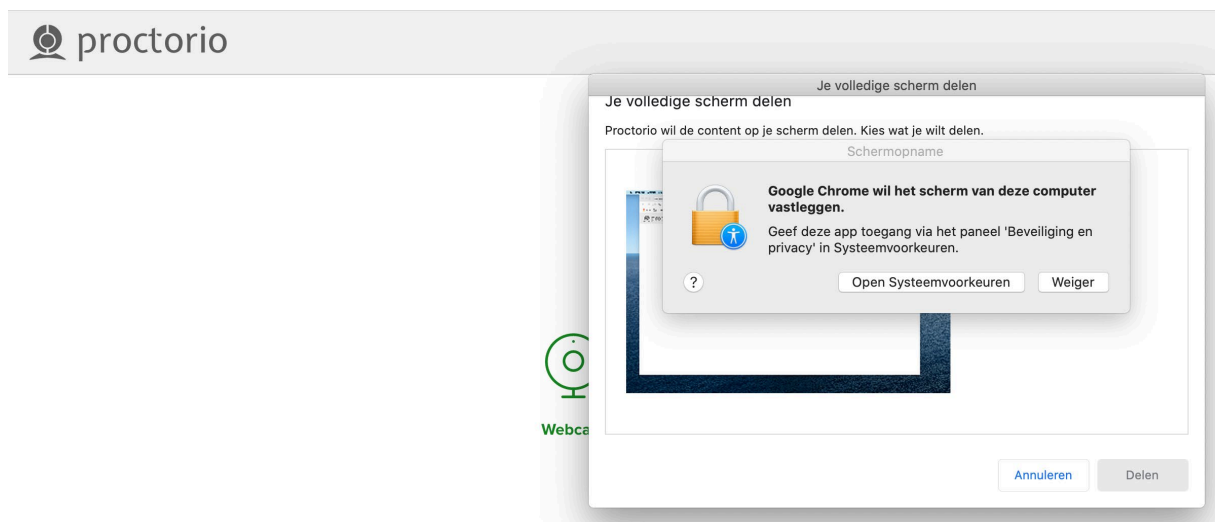 proctorio
Je volledige scherm delen
Je volledige scherm delen
Proctorio wil de content op je scherm delen. Kies wat je wilt delen.
Schermopname
Google Chrome wil het scherm van deze computer
vastleggen.
Geef deze app toegang via het paneel 'Beveiliging en
privacy' in Systeemvoorkeuren.
?
Open Systeemvoorkeuren
Weiger
Webca
Annuleren
Delen